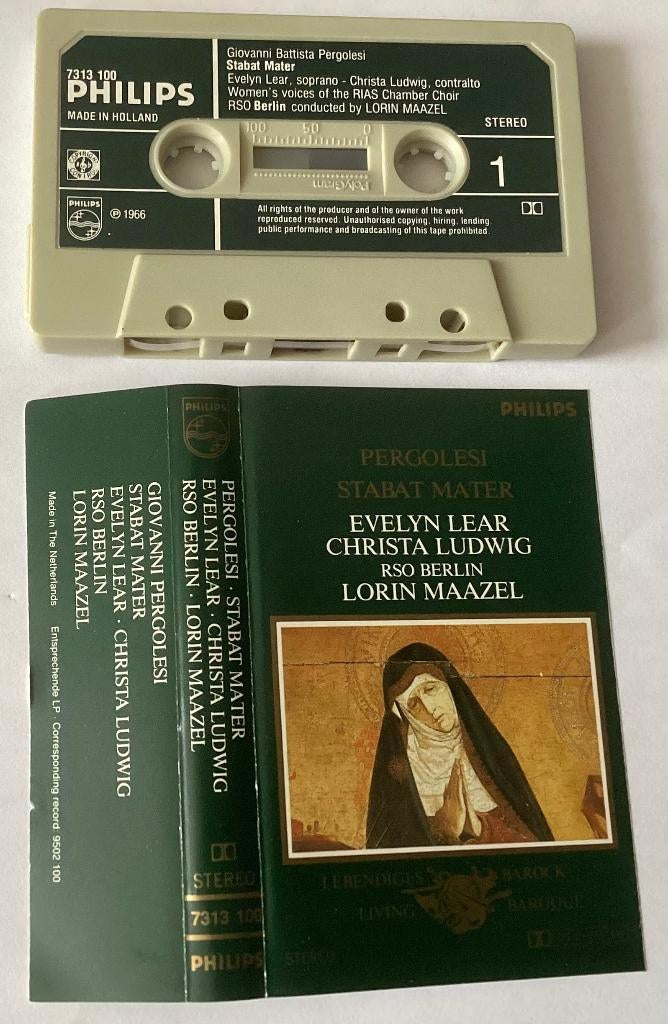 7313 100
PHILIPS
MADE IN HOLLAND
Giovanni Battista Pergolesi
Stabat Mater
Evelyn Lear, soprano - Christa Ludwig, contralto
Women's voices of the RIAS Chamber Choir
RSO Berlin conducted by LORIN MAAZEL
STEREO
100 50 0
PolyGram
1
PHILIPS
℗ 1966
All rights of the producer and of the owner of the work
reproduced reserved. Unauthorised copying, hiring, lending,
public performance and broadcasting of this tape prohibited.
GIOVANNI PERGOLESI
STABAT MATER
EVELYN LEAR · CHRISTA LUDWIG
RSO BERLIN
LORIN MAAZEL
Made in The Netherlands Entsprechende LP · Corresponding record: 9502 100
PHILIPS
PERGOLESI · STABAT MATER
EVELYN LEAR · CHRISTA LUDWIG
RSO BERLIN · LORIN MAAZEL
STEREO
7313 100
PHILIPS
PHILIPS
PERGOLESI
STABAT MATER
EVELYN LEAR
CHRISTA LUDWIG
RSO BERLIN
LORIN MAAZEL
LEBENDIGES BAROCK
LIVING BAROQUE
STEREO